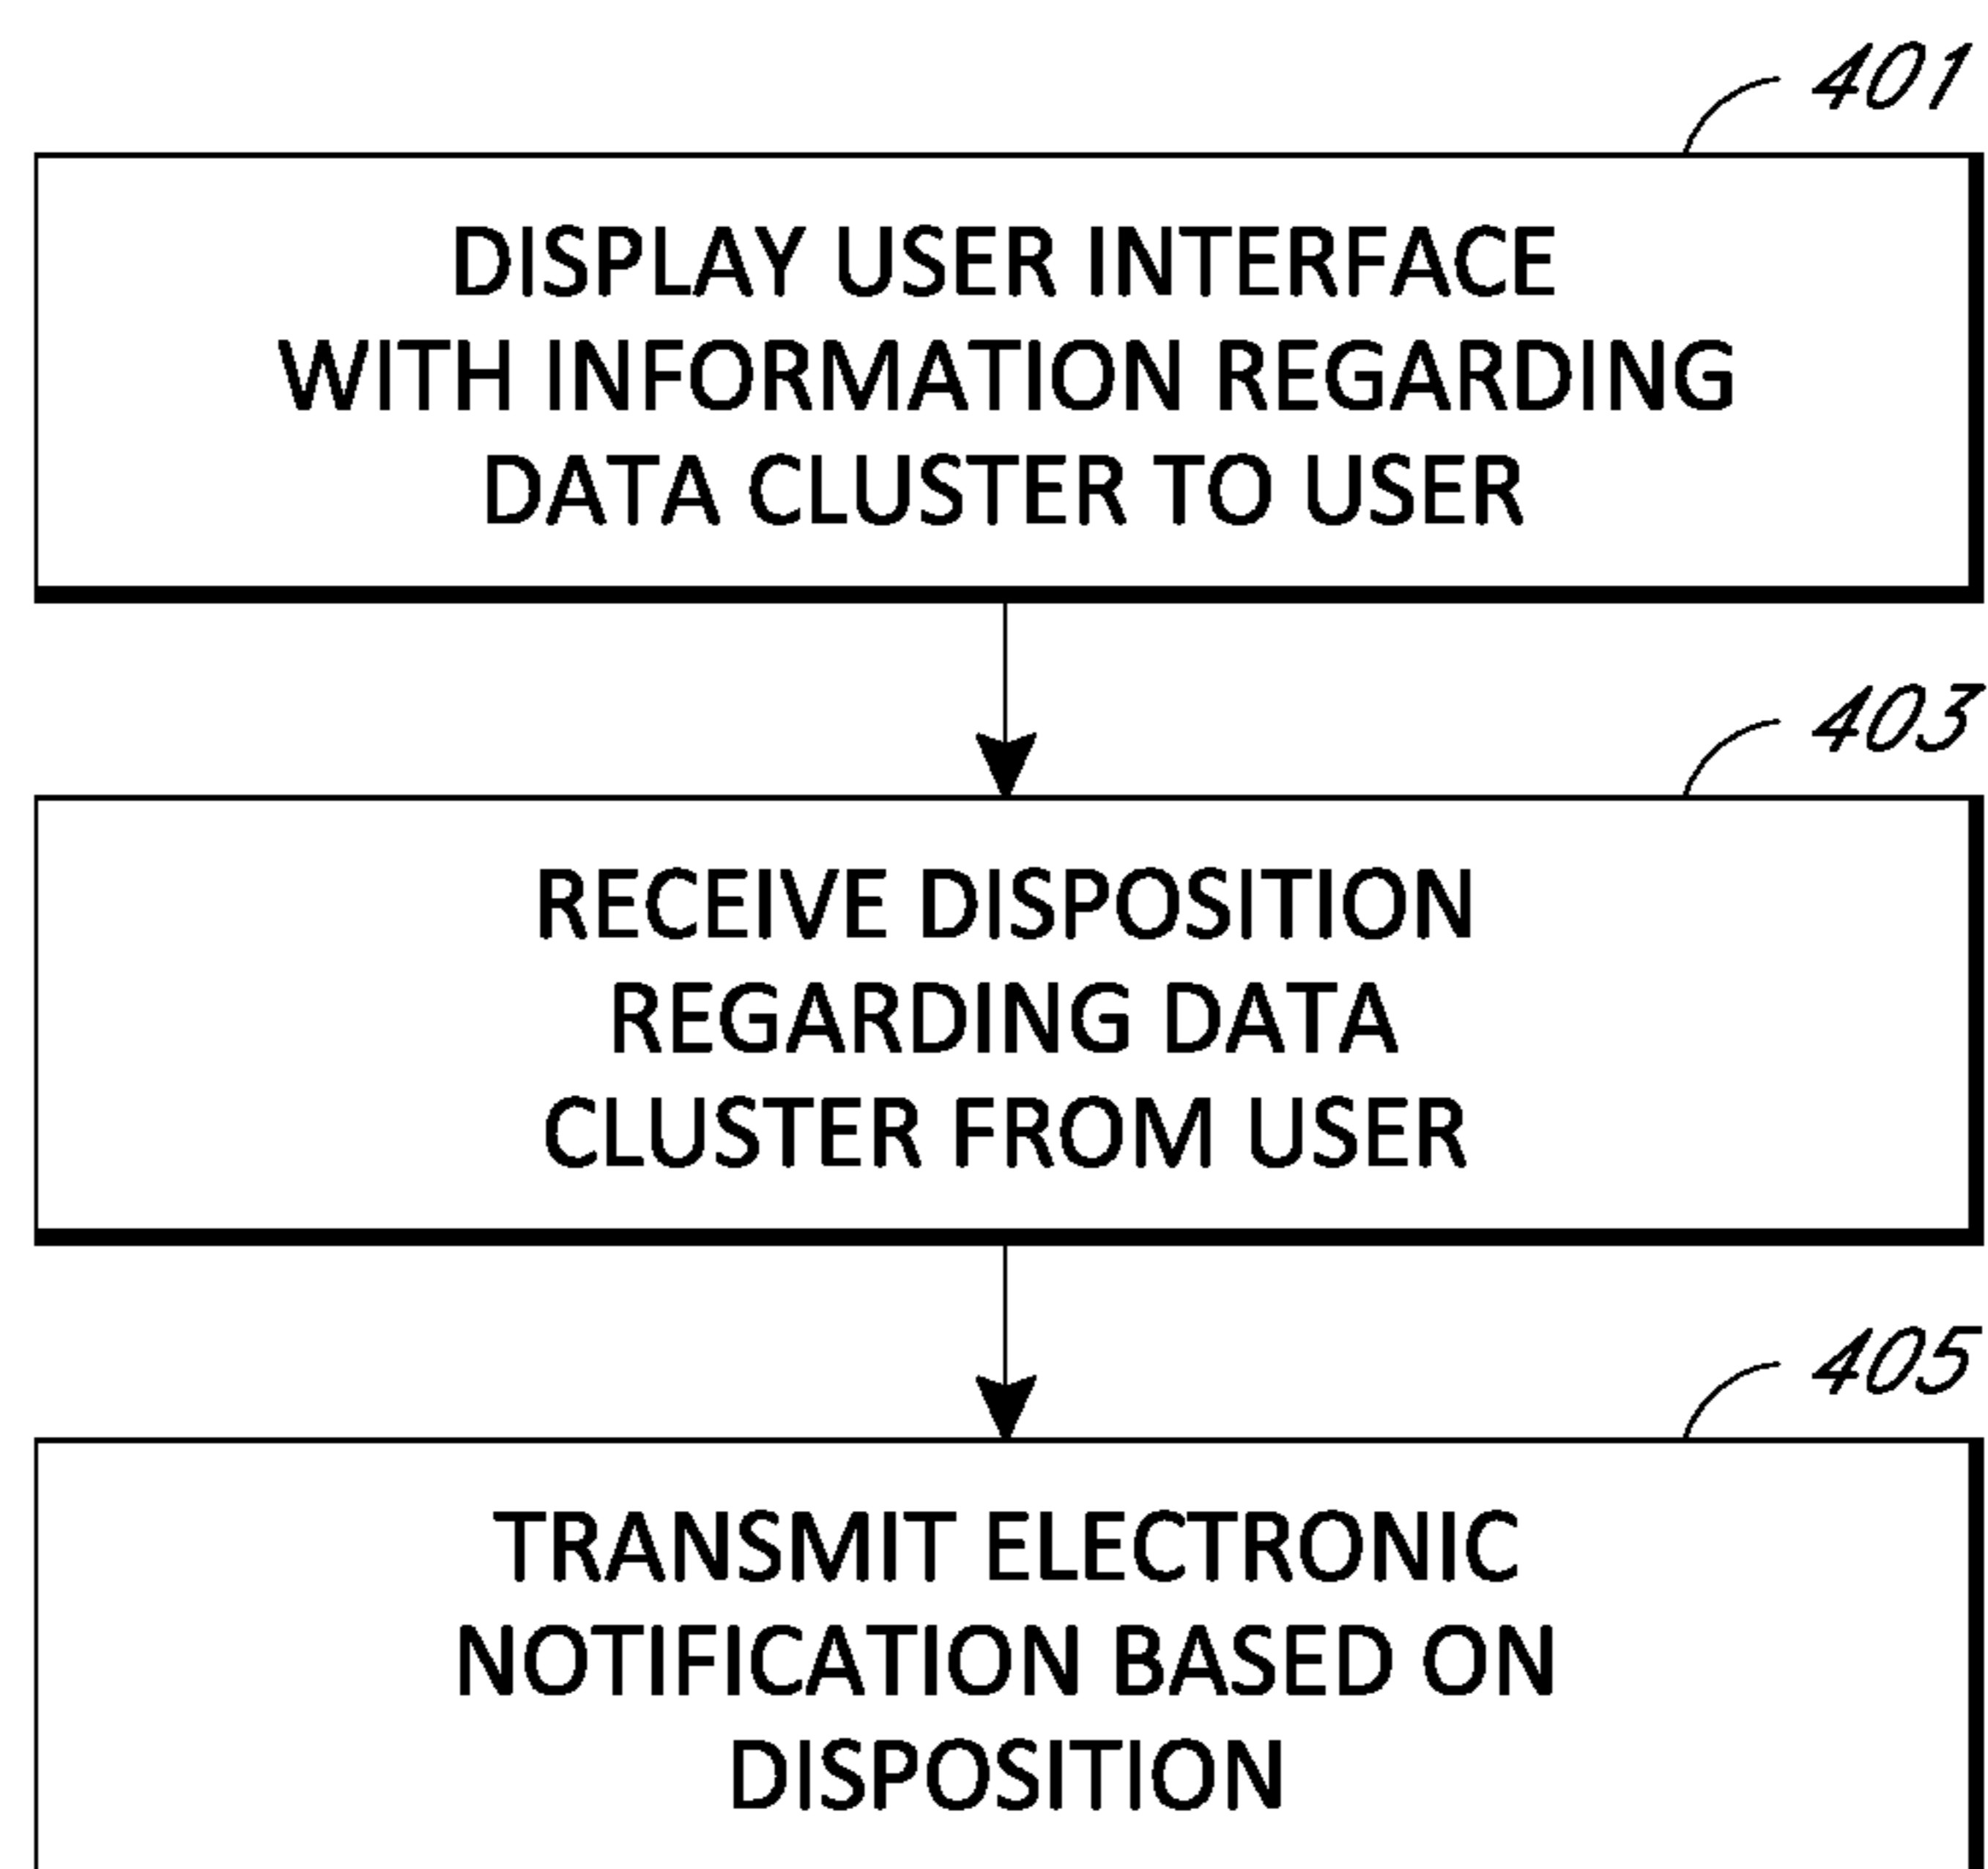 401
DISPLAY USER INTERFACE
WITH INFORMATION REGARDING
DATA CLUSTER TO USER
403
RECEIVE DISPOSITION
REGARDING DATA
CLUSTER FROM USER
405
TRANSMIT ELECTRONIC
NOTIFICATION BASED ON
DISPOSITION